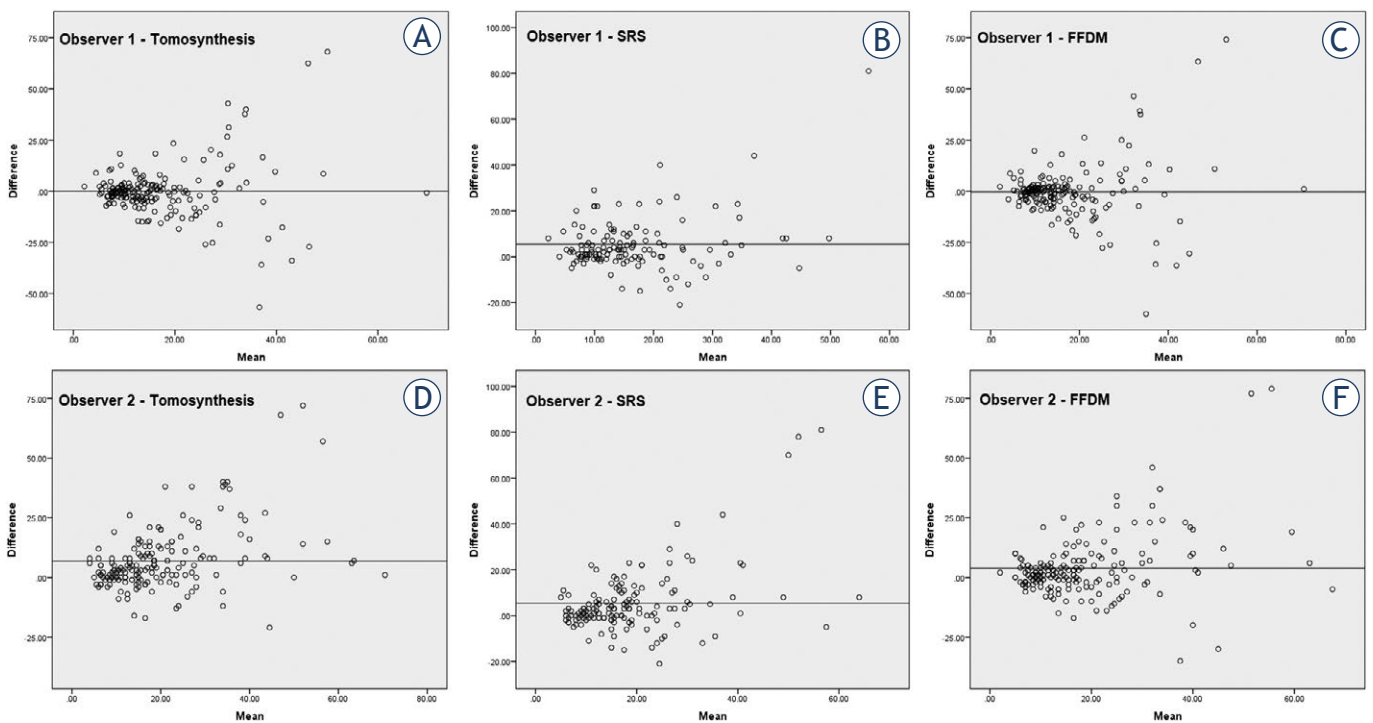 Observer 1 - Tomosynthesis
A
75.00
50.00
25.00
.00
-25.00
-50.00
Difference
.00 20.00 40.00 60.00
Mean
Observer 1 - SRS
B
100.00
80.00
60.00
40.00
20.00
.00
-20.00
Difference
.00 10.00 20.00 30.00 40.00 50.00 60.00
Mean
Observer 1 - FFDM
C
75.00
50.00
25.00
.00
-25.00
-50.00
Difference
.00 20.00 40.00 60.00 80.00
Mean
Observer 2 - Tomosynthesis
D
75.00
50.00
25.00
.00
-25.00
Difference
.00 20.00 40.00 60.00 80.00
Mean
Observer 2 - SRS
E
100.00
80.00
60.00
40.00
20.00
.00
-20.00
Difference
.00 20.00 40.00 60.00
Mean
Observer 2 - FFDM
F
75.00
50.00
25.00
.00
-25.00
Difference
.00 20.00 40.00 60.00
Mean